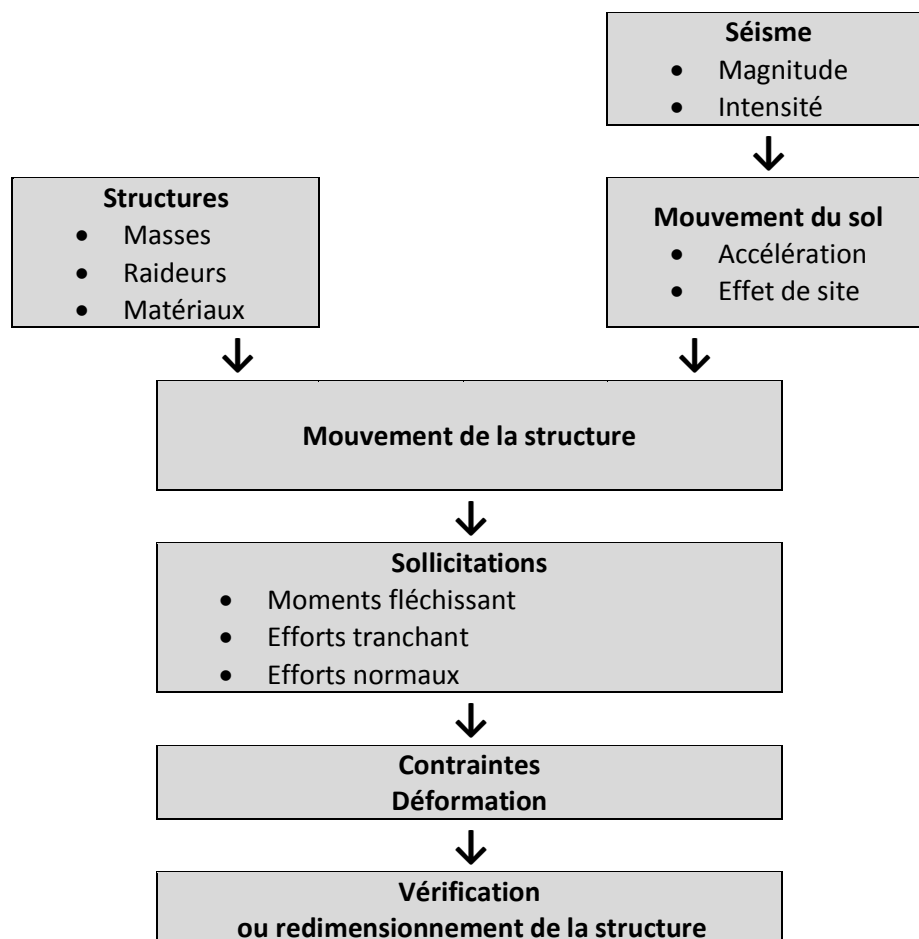 Séisme
• Magnitude
• Intensité
Structures
• Masses
• Raideurs
• Matériaux
Mouvement du sol
• Accélération
• Effet de site
Mouvement de la structure
Sollicitations
• Moments fléchissant
• Efforts tranchant
• Efforts normaux
Contraintes
Déformation
Vérification
ou redimensionnement de la structure